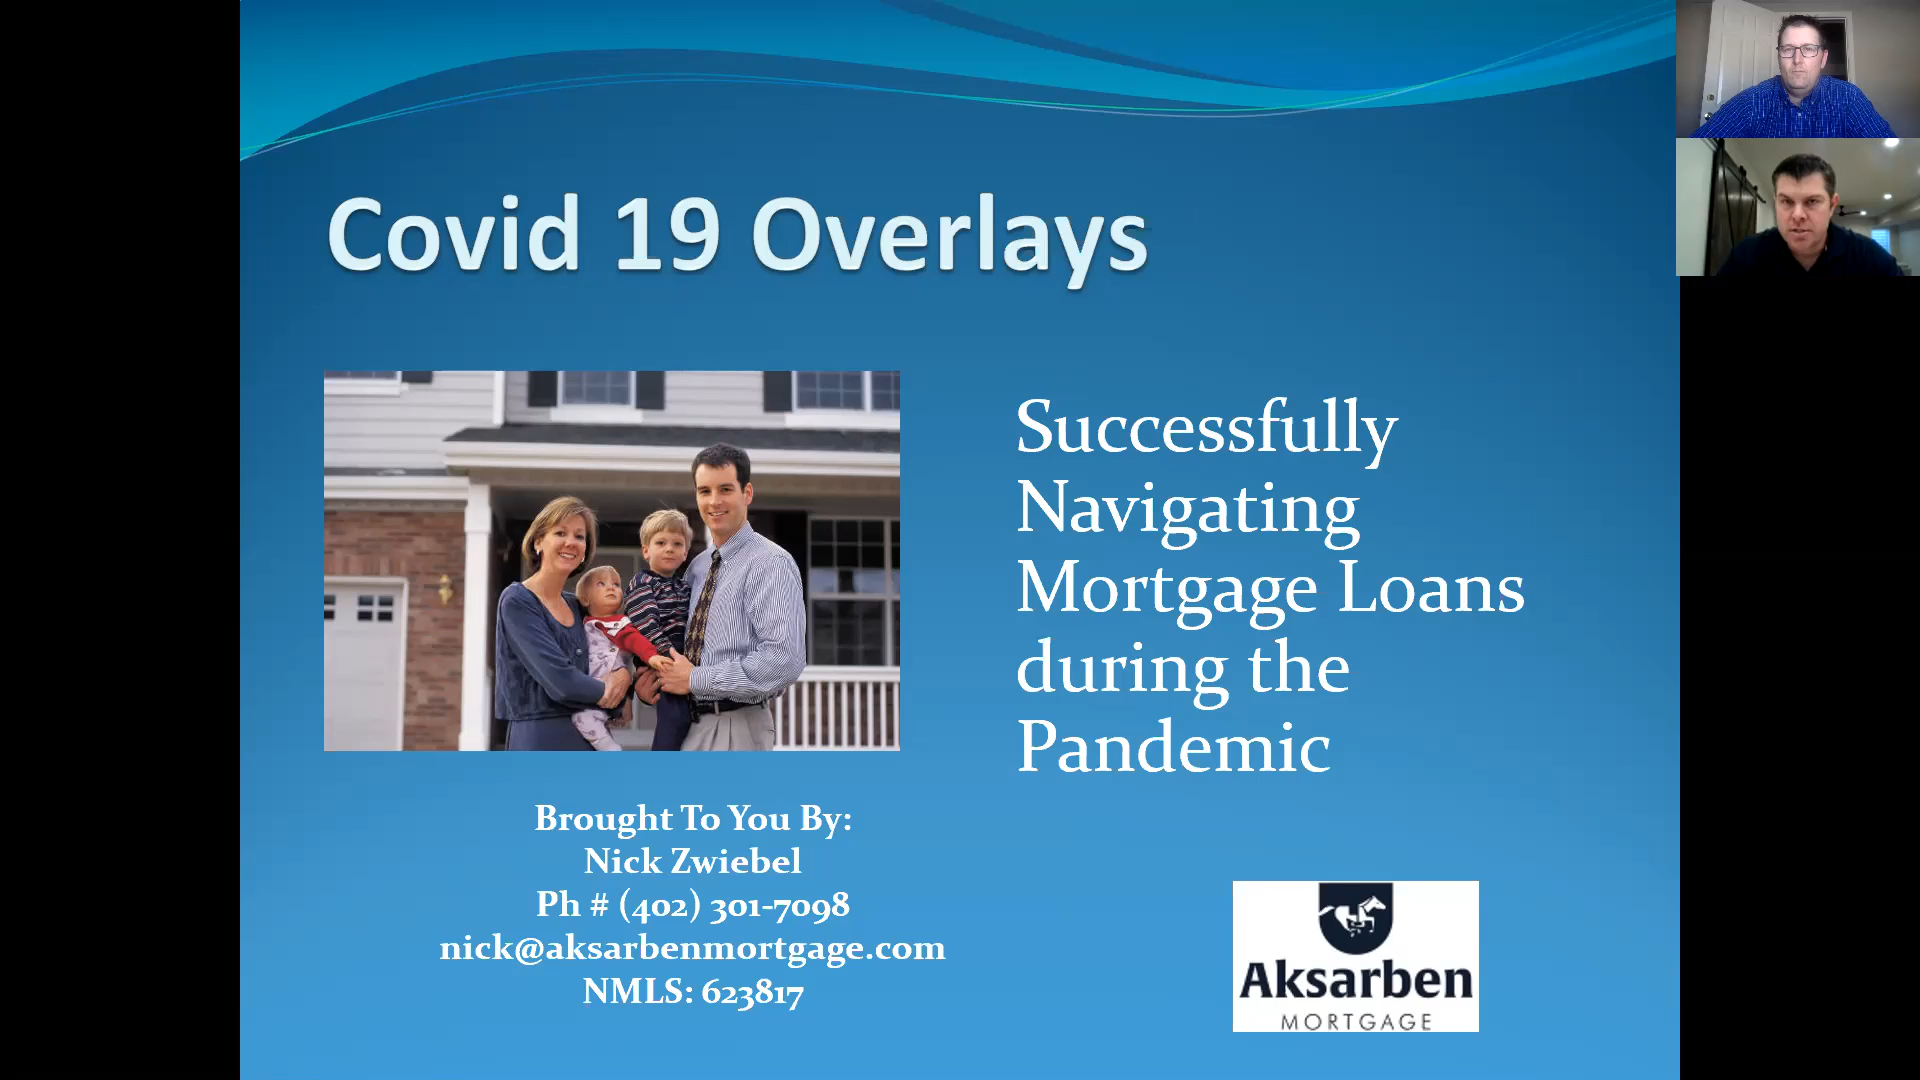 Covid 19 Overlays
Successfully
Navigating
Mortgage Loans
during the
Pandemic
Brought To You By:
Nick Zwiebel
Ph # (402) 301-7098
nick@aksarbenmortgage.com
NMLS: 623817
Aksarben
MORTGAGE